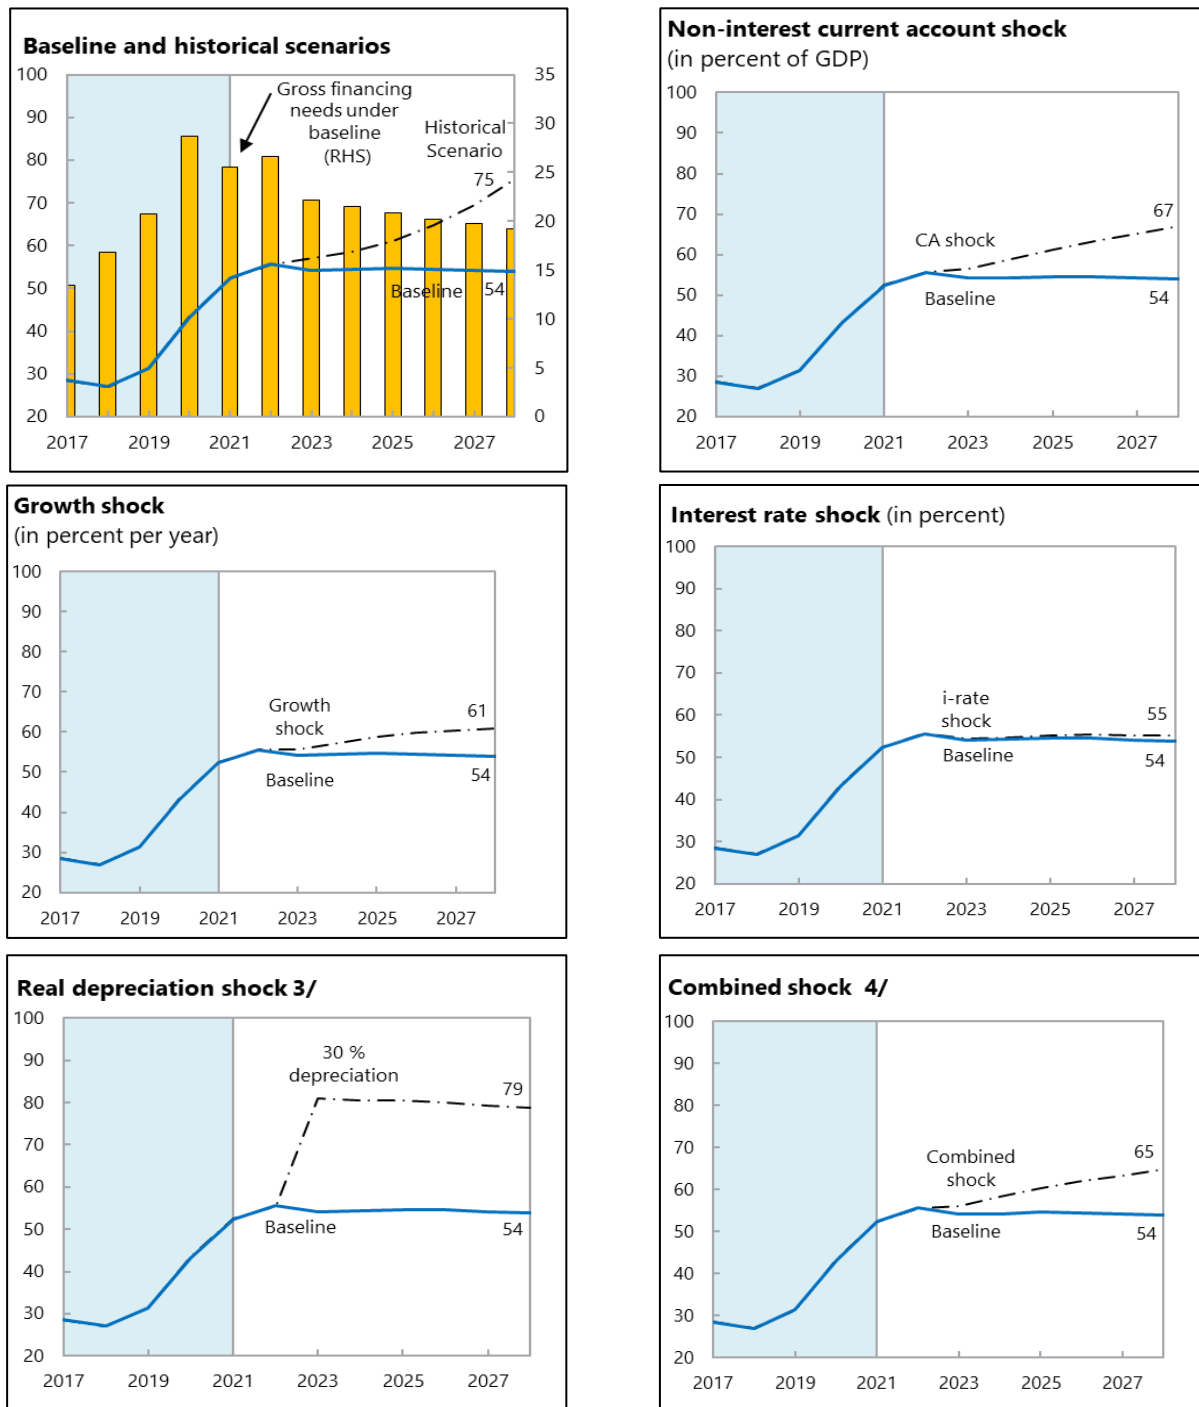 Baseline and historical scenarios
100
90
80
70
60
50
40
30
20
35
30
25
20
15
10
5
0
Gross financing
needs under
baseline
(RHS)
Historical
Scenario
75
Baseline
54
2017 2019 2021 2023 2025 2027
Non-interest current account shock
(in percent of GDP)
100
90
80
70
60
50
40
30
20
67
CA shock
Baseline
54
2017 2019 2021 2023 2025 2027
Growth shock
(in percent per year)
100
90
80
70
60
50
40
30
20
Growth
shock
61
Baseline
54
2017 2019 2021 2023 2025 2027
Interest rate shock (in percent)
100
90
80
70
60
50
40
30
20
i-rate
shock
55
Baseline
54
2017 2019 2021 2023 2025 2027
Real depreciation shock 3/
100
90
80
70
60
50
40
30
20
30 %
depreciation
79
Baseline
54
2017 2019 2021 2023 2025 2027
Combined shock 4/
100
90
80
70
60
50
40
30
20
Combined
shock
65
Baseline
54
2017 2019 2021 2023 2025 2027